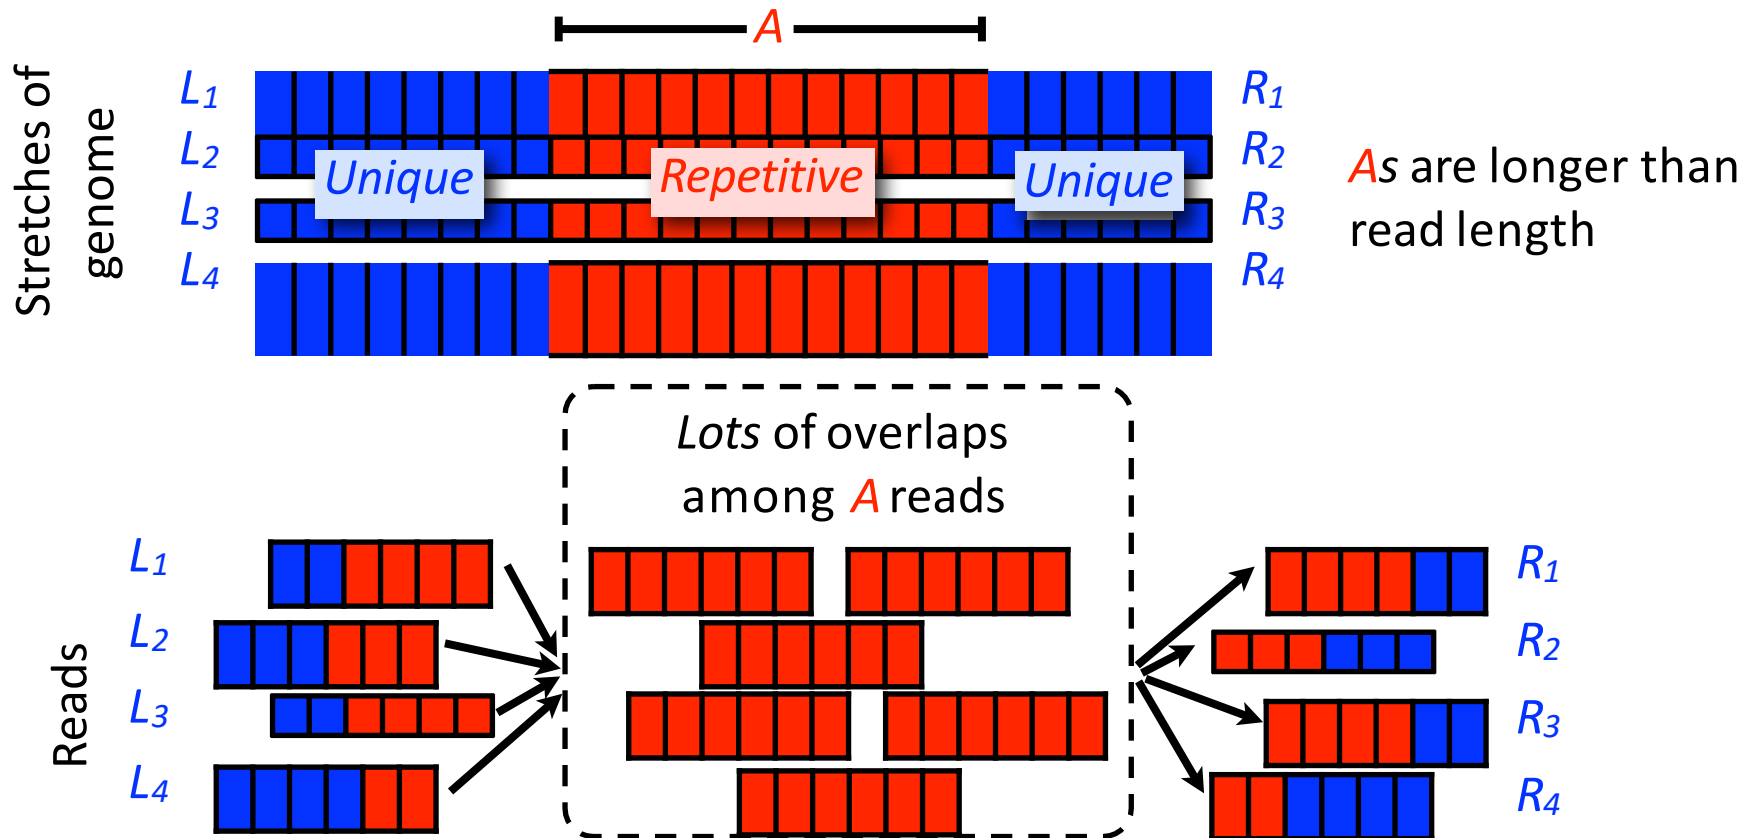 A
Stretches of
genome
L1
L2
L3
L4
Unique
Repetitive
Unique
R1
R2
R3
R4
As are longer than
read length
Lots of overlaps
among A reads
Reads
L1
L2
L3
L4
R1
R2
R3
R4